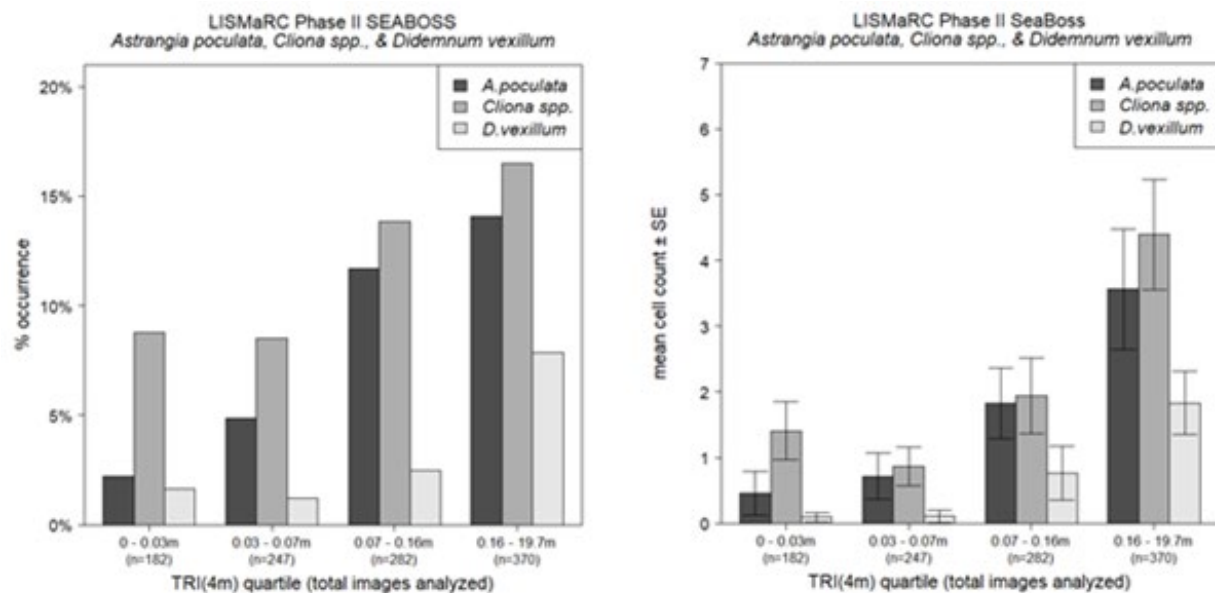 LISMaRC Phase II SEABOSS
Astrangia poculata, Cliona spp., & Didemnum vexillum
A.poculata
Cliona spp.
D.vexillum
% occurrence
20%
15%
10%
5%
0%
0 - 0.03m
(n=182)
0.03 - 0.07m
(n=247)
0.07 - 0.16m
(n=282)
0.16 - 19.7m
(n=370)
TRI(4m) quartile (total images analyzed)
LISMaRC Phase II SeaBoss
Astrangia poculata, Cliona spp., & Didemnum vexillum
A.poculata
Cliona spp.
D.vexillum
mean cell count ± SE
7
6
5
4
3
2
1
0
0 - 0.03m
(n=182)
0.03 - 0.07m
(n=247)
0.07 - 0.16m
(n=282)
0.16 - 19.7m
(n=370)
TRI(4m) quartile (total images analyzed)